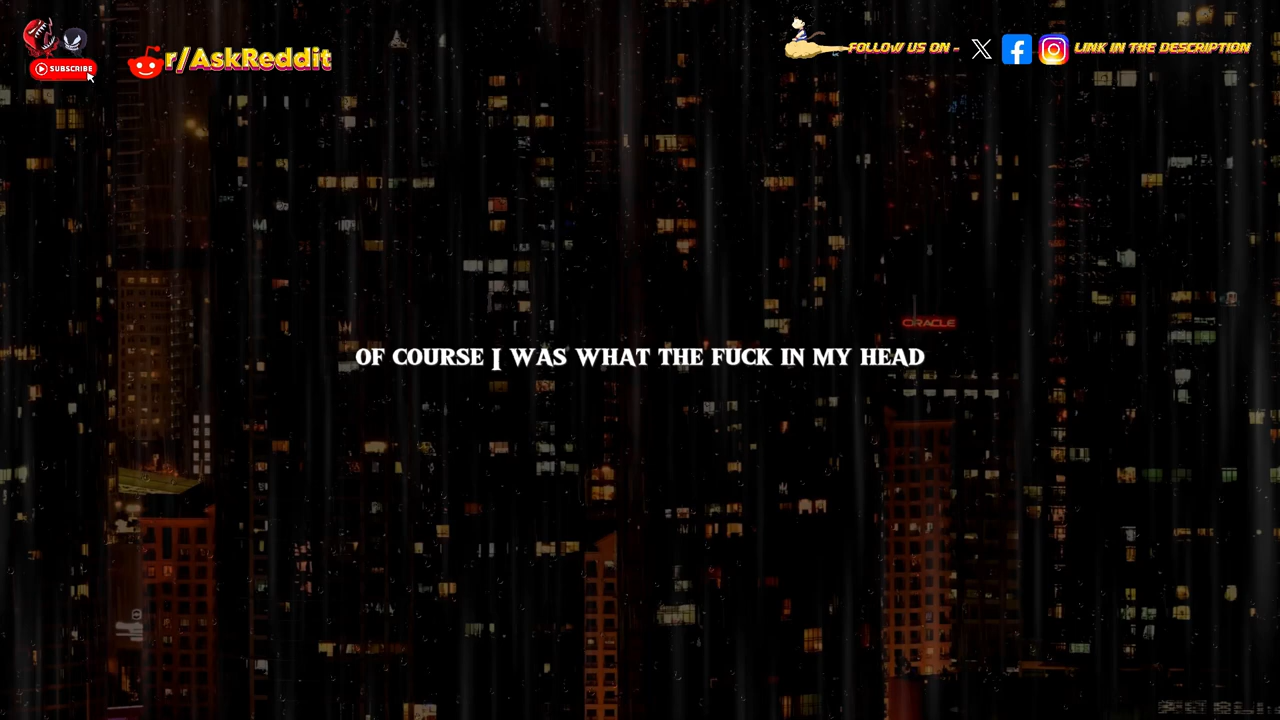 SUBSCRIBE
r/AskReddit
FOLLOW US ON -
LINK IN THE DESCRIPTION
ORACLE
OF COURSE I WAS WHAT THE FUCK IN MY HEAD